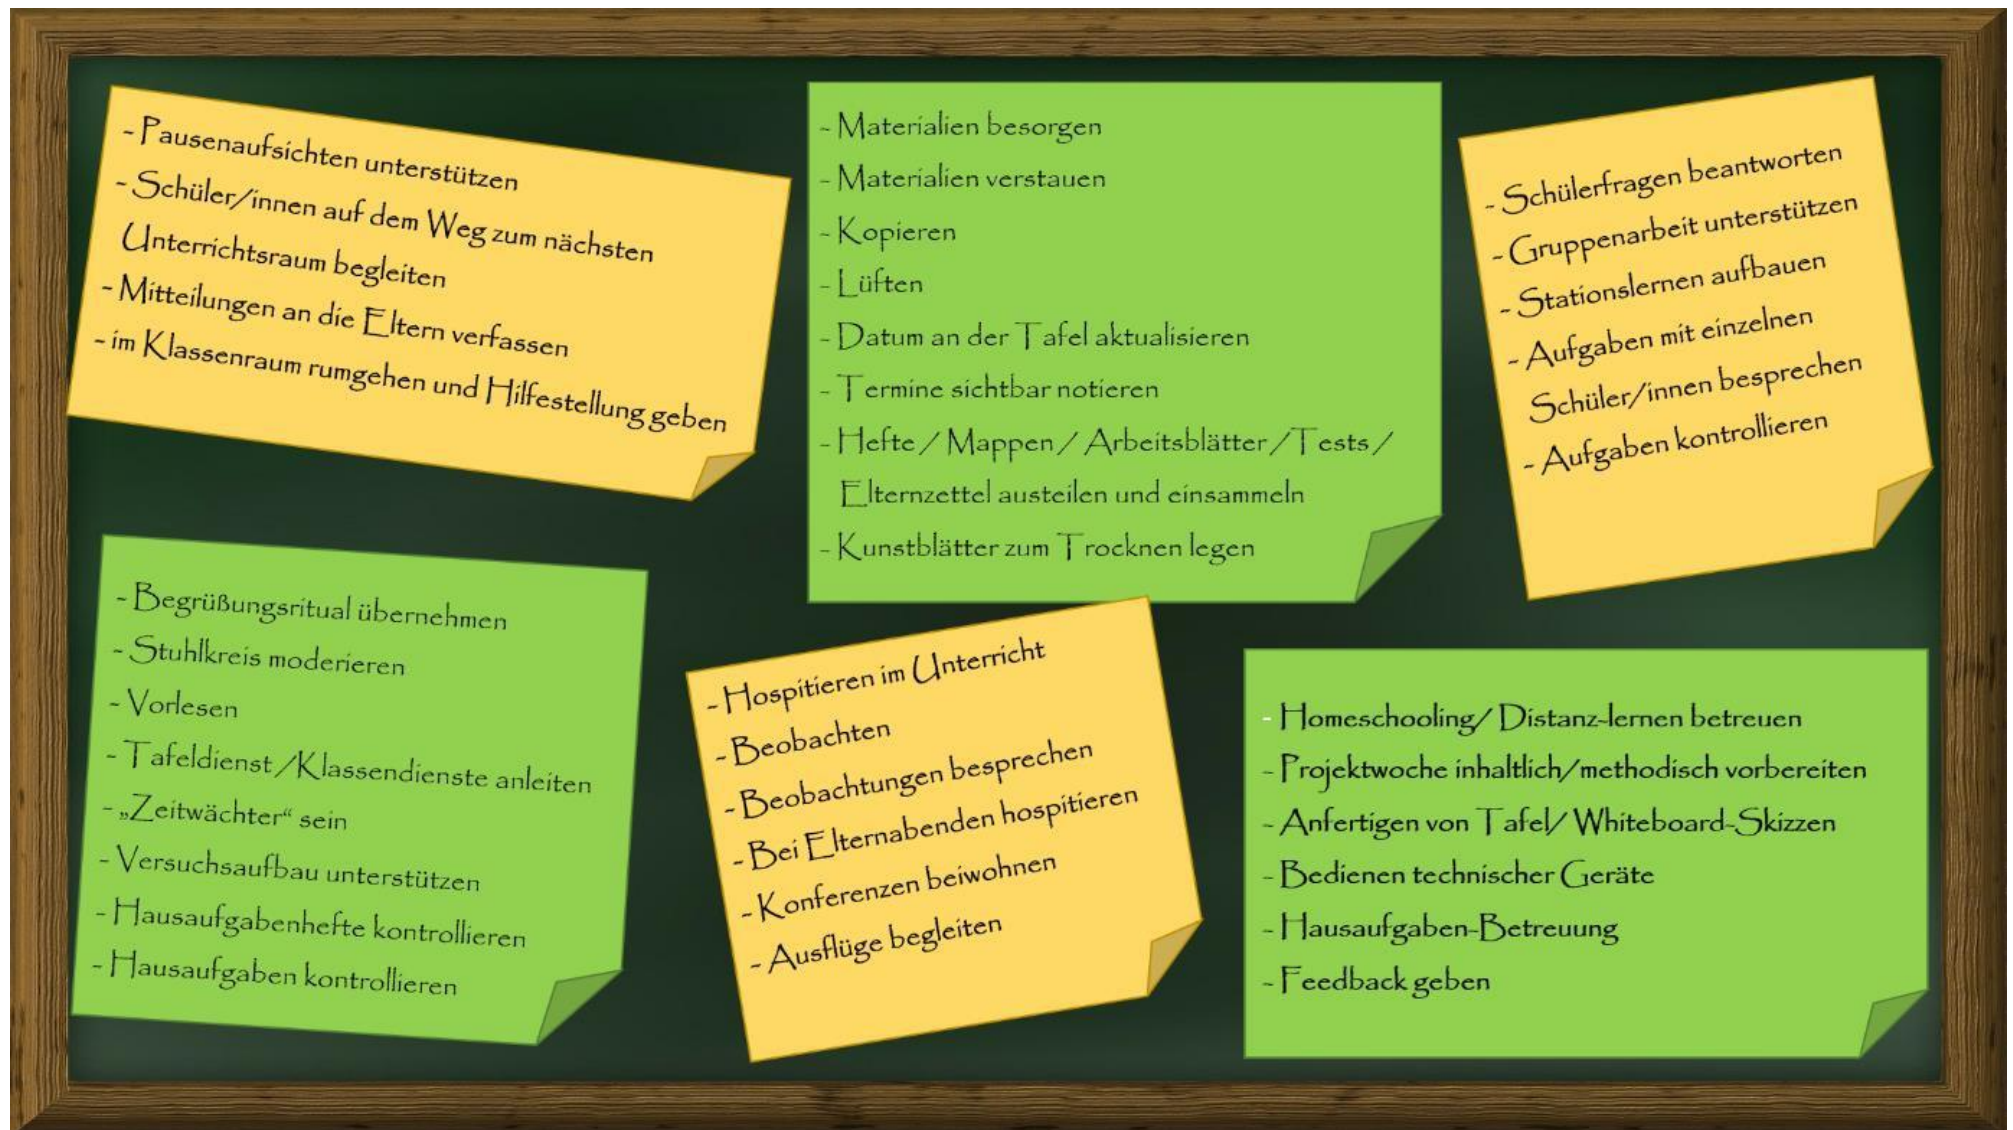 - Pausenaufsichten unterstützen
- Schüler/innen auf dem Weg zum nächsten
Unterrichtsraum begleiten
- Mitteilungen an die Eltern verfassen
- im Klassenraum rumgehen und Hilfestellung geben
- Materialien besorgen
- Materialien verstauen
- Kopieren
- Lüften
- Datum an der Tafel aktualisieren
- Termine sichtbar notieren
- Hefte / Mappen / Arbeitsblätter /Tests /
Elternzettel austeilen und einsammeln
- Kunstblätter zum Trocknen legen
- Schülerfragen beantworten
- Gruppenarbeit unterstützen
- Stationslernen aufbauen
- Aufgaben mit einzelnen
Schüler/innen besprechen
- Aufgaben kontrollieren
- Begrüßungsritual übernehmen
- Stuhlkreis moderieren
- Vorlesen
- Tafeldienst /Klassendienste anleiten
- „Zeitwächter“ sein
- Versuchsaufbau unterstützen
- Hausaufgabenhefte kontrollieren
- Hausaufgaben kontrollieren
- Hospitieren im Unterricht
- Beobachten
- Beobachtungen besprechen
- Bei Elternabenden hospitieren
- Konferenzen beiwohnen
- Ausflüge begleiten
- Homeschooling/ Distanz-lernen betreuen
- Projektwoche inhaltlich/methodisch vorbereiten
- Anfertigen von Tafel/ Whiteboard-Skizzen
- Bedienen technischer Geräte
- Hausaufgaben-Betreuung
- Feedback geben